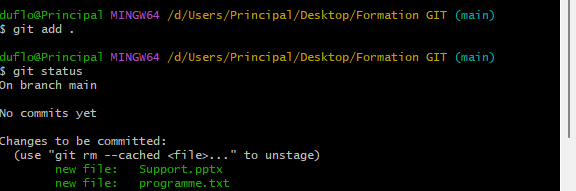 duflo@Principal MINGW64 /d/Users/Principal/Desktop/Formation GIT (main)
$ git add .
duflo@Principal MINGW64 /d/Users/Principal/Desktop/Formation GIT (main)
$ git status
On branch main
No commits yet
Changes to be committed:
(use "git rm --cached <file>..." to unstage)
new file: Support.pptx
new file: programme.txt